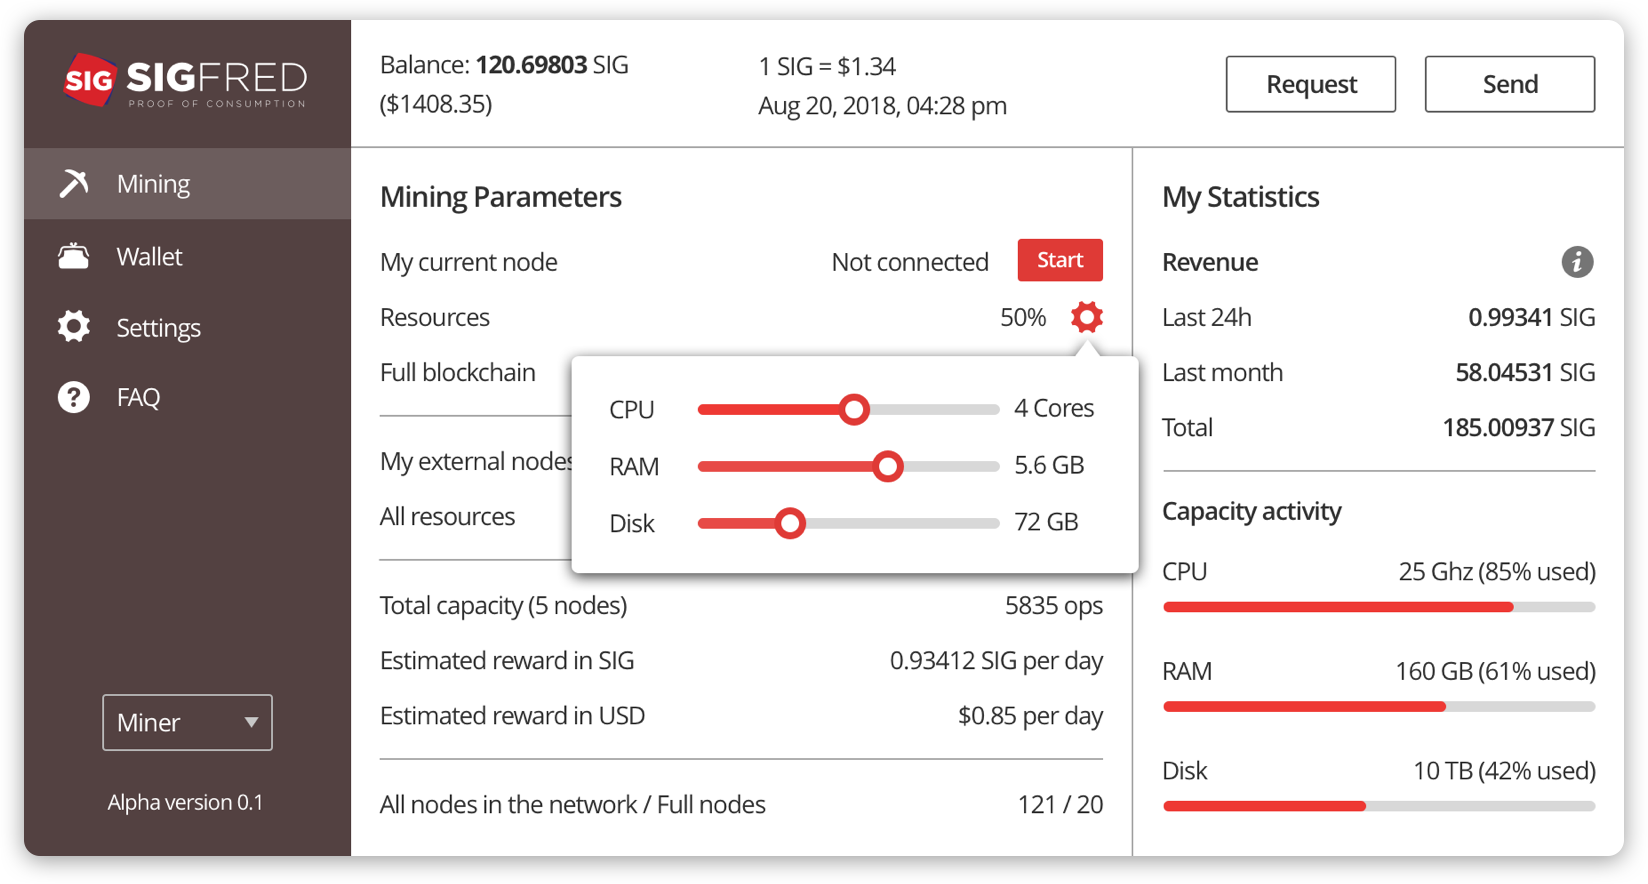 SIG SIGFRED
PROOF OF CONSUMPTION
Mining
Wallet
Settings
FAQ
Miner
Alpha version 0.1
Balance: 120.69803 SIG
($1408.35)
1 SIG = $1.34
Aug 20, 2018, 04:28 pm
Request
Send
Mining Parameters
My current node Not connected Start
Resources 50%
Full blockchain
CPU 4 Cores
RAM 5.6 GB
Disk 72 GB
My external nodes
All resources
Total capacity (5 nodes) 5835 ops
Estimated reward in SIG 0.93412 SIG per day
Estimated reward in USD $0.85 per day
All nodes in the network / Full nodes 121 / 20
My Statistics
Revenue i
Last 24h 0.99341 SIG
Last month 58.04531 SIG
Total 185.00937 SIG
Capacity activity
CPU 25 Ghz (85% used)
RAM 160 GB (61% used)
Disk 10 TB (42% used)